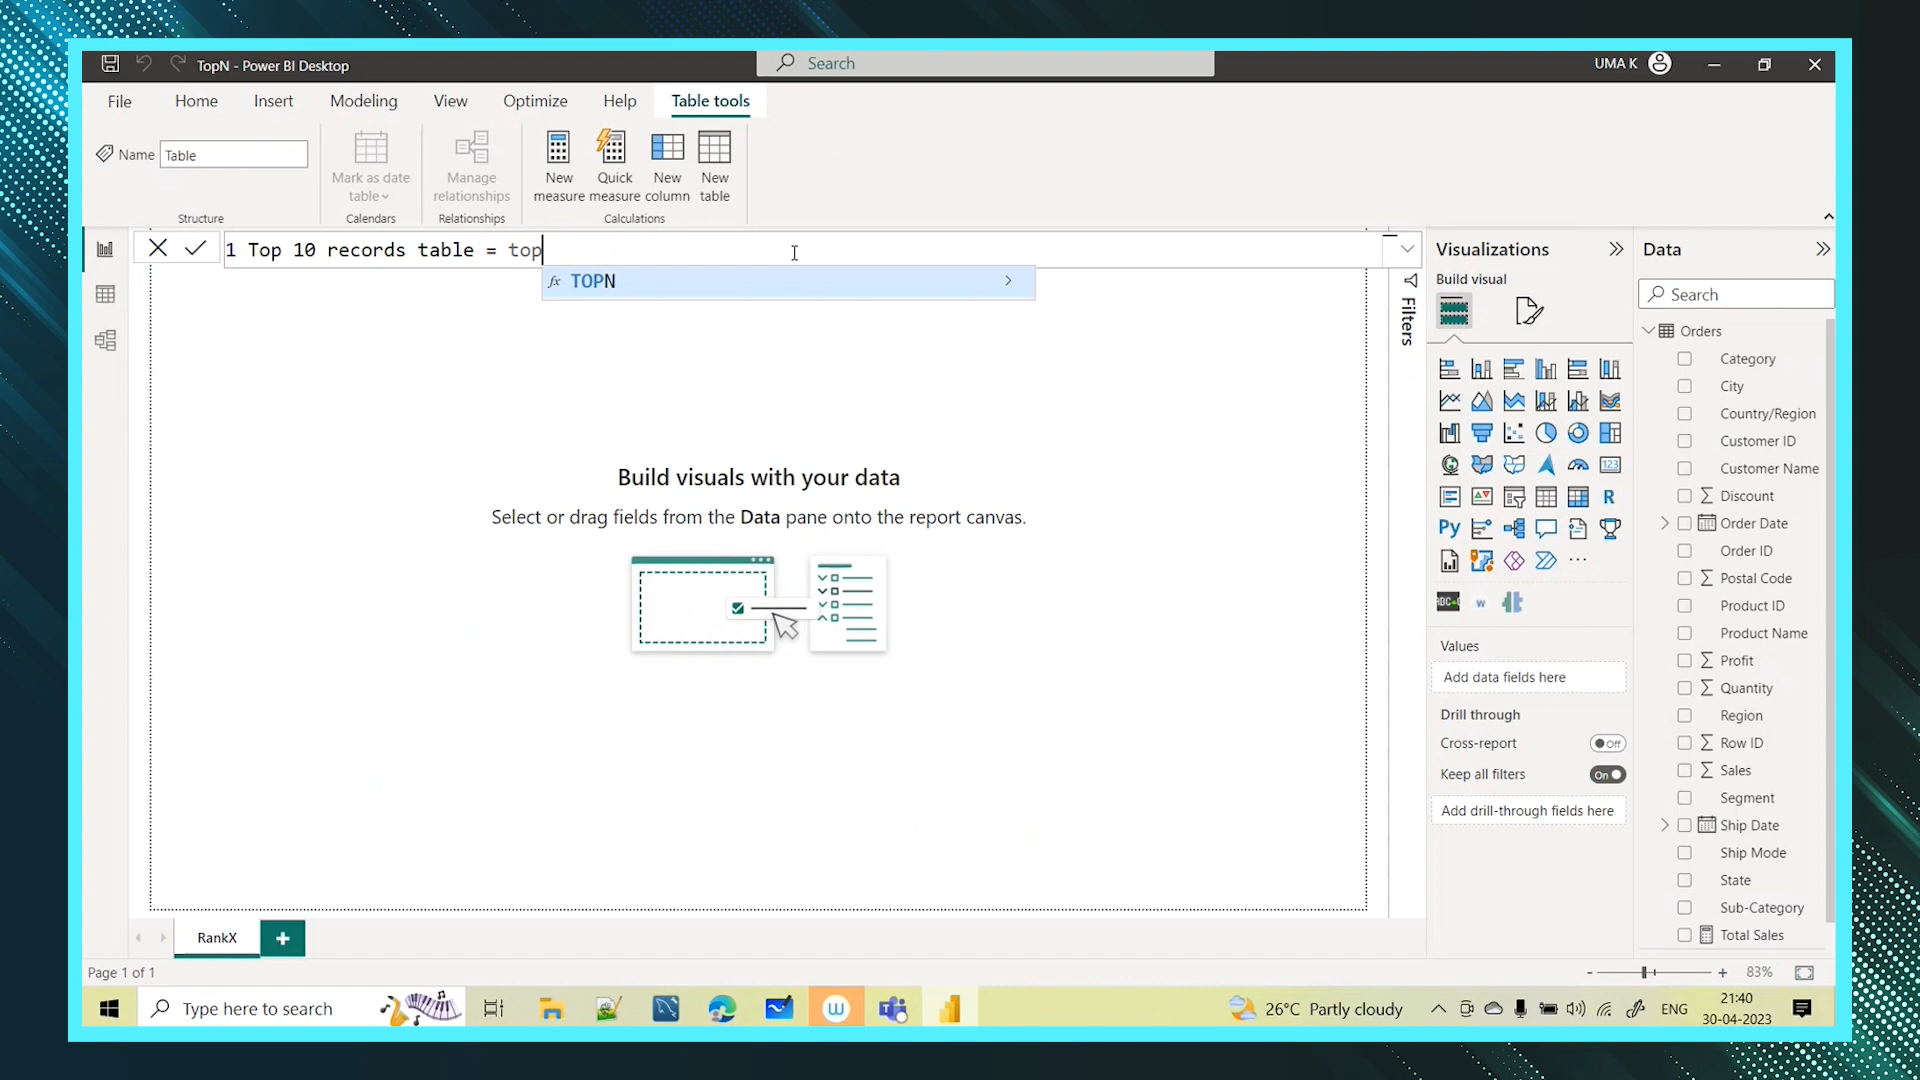 TopN - Power BI Desktop
Search
UMA K
File
Home
Insert
Modeling
View
Optimize
Help
Table tools
Name
Table
Mark as date
table
Manage
relationships
New
measure
Quick
measure
New
column
New
table
Structure
Calendars
Relationships
Calculations
1 Top 10 records table = top
fx TOPN
Build visuals with your data
Select or drag fields from the Data pane onto the report canvas.
Filters
Visualizations
Build visual
123
R
Py
Values
Add data fields here
Drill through
Cross-report
Off
Keep all filters
On
Add drill-through fields here
Data
Search
Orders
Category
City
Country/Region
Customer ID
Customer Name
Discount
Order Date
Order ID
Postal Code
Product ID
Product Name
Profit
Quantity
Region
Row ID
Sales
Segment
Ship Date
Ship Mode
State
Sub-Category
Total Sales
RankX
Page 1 of 1
83%
Type here to search
26°C Partly cloudy
ENG
21:40
30-04-2023